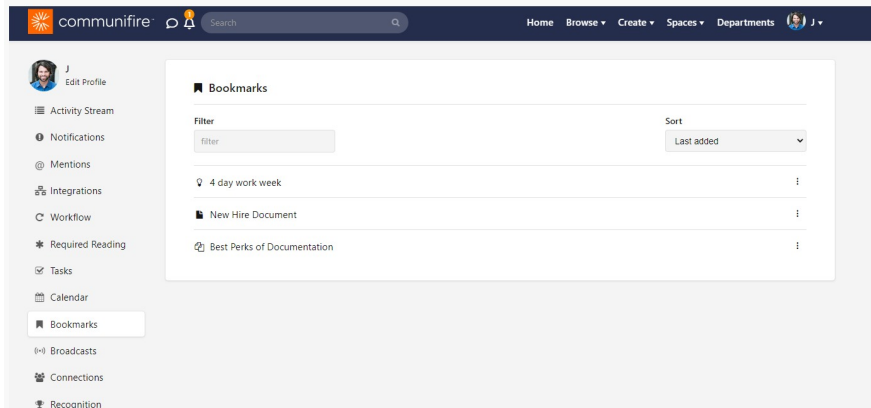 communifire 1 Search Home Browse Create Spaces Departments J
J
Edit Profile
Activity Stream
Notifications
@ Mentions
Integrations
Workflow
Required Reading
Tasks
Calendar
Bookmarks
Broadcasts
Connections
Recognition
Bookmarks
Filter
filter
Sort
Last added
4 day work week
New Hire Document
Best Perks of Documentation